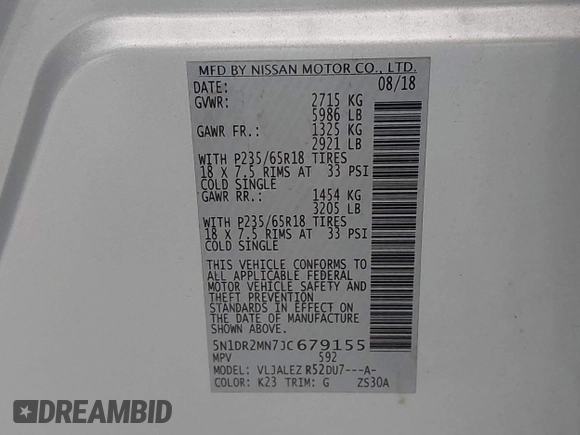 MFD BY NISSAN MOTOR CO., LTD.
DATE: 08/18
GVWR: 2715 KG
5986 LB
GAWR FR.: 1325 KG
2921 LB
WITH P235/65R18 TIRES
18 X 7.5 RIMS AT 33 PSI
COLD SINGLE
GAWR RR.: 1454 KG
3205 LB
WITH P235/65R18 TIRES
18 X 7.5 RIMS AT 33 PSI
COLD SINGLE
THIS VEHICLE CONFORMS TO
ALL APPLICABLE FEDERAL
MOTOR VEHICLE SAFETY AND
THEFT PREVENTION
STANDARDS IN EFFECT ON
THE DATE OF MANUFACTURE
SHOWN ABOVE.
5N1DR2MN7JC679155
MPV 592
MODEL: VLJALEZ R52DU7---A-
COLOR: K23 TRIM: G ZS30A
DREAMBID